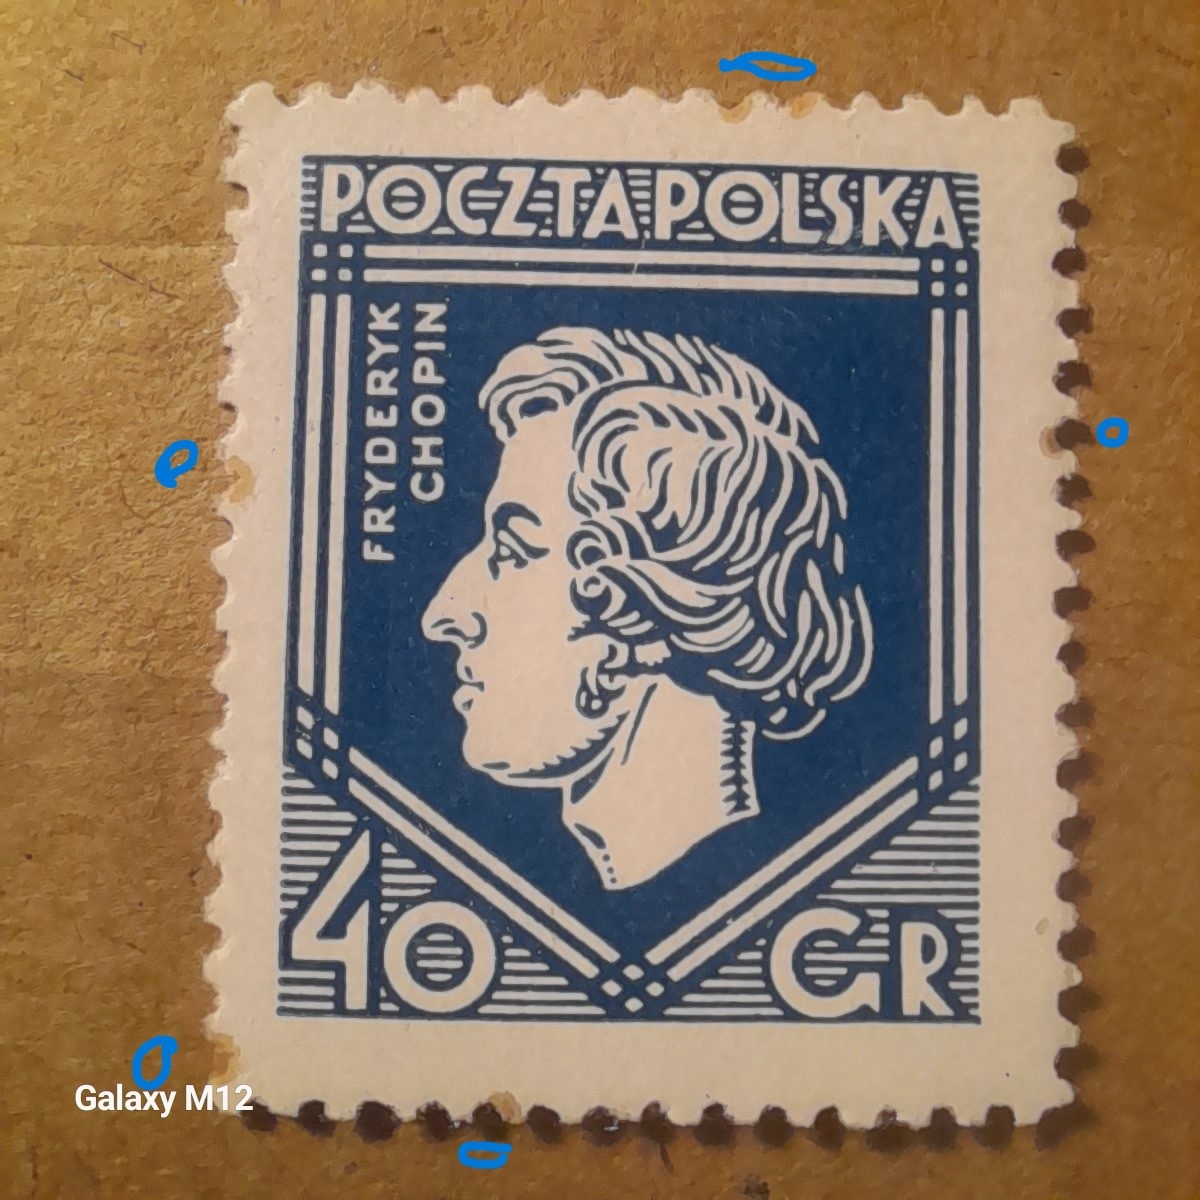 POCZTA POLSKA
FRYDERYK
CHOPIN
40 GR
Galaxy M12